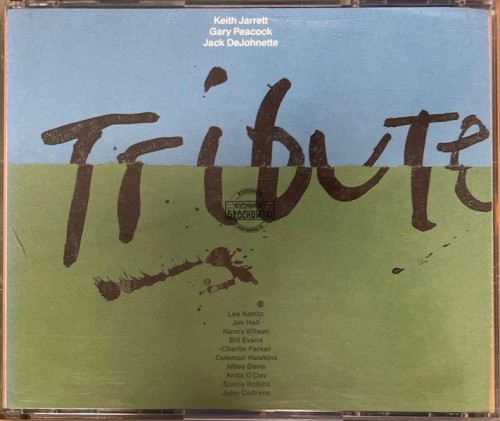 Keith Jarrett
Gary Peacock
Jack DeJohnette
Tribute
Lee Konitz
Jim Hall
Nancy Wilson
Bill Evans
Charlie Parker
Coleman Hawkins
Miles Davis
Anita O'Day
Sonny Rollins
John Coltrane